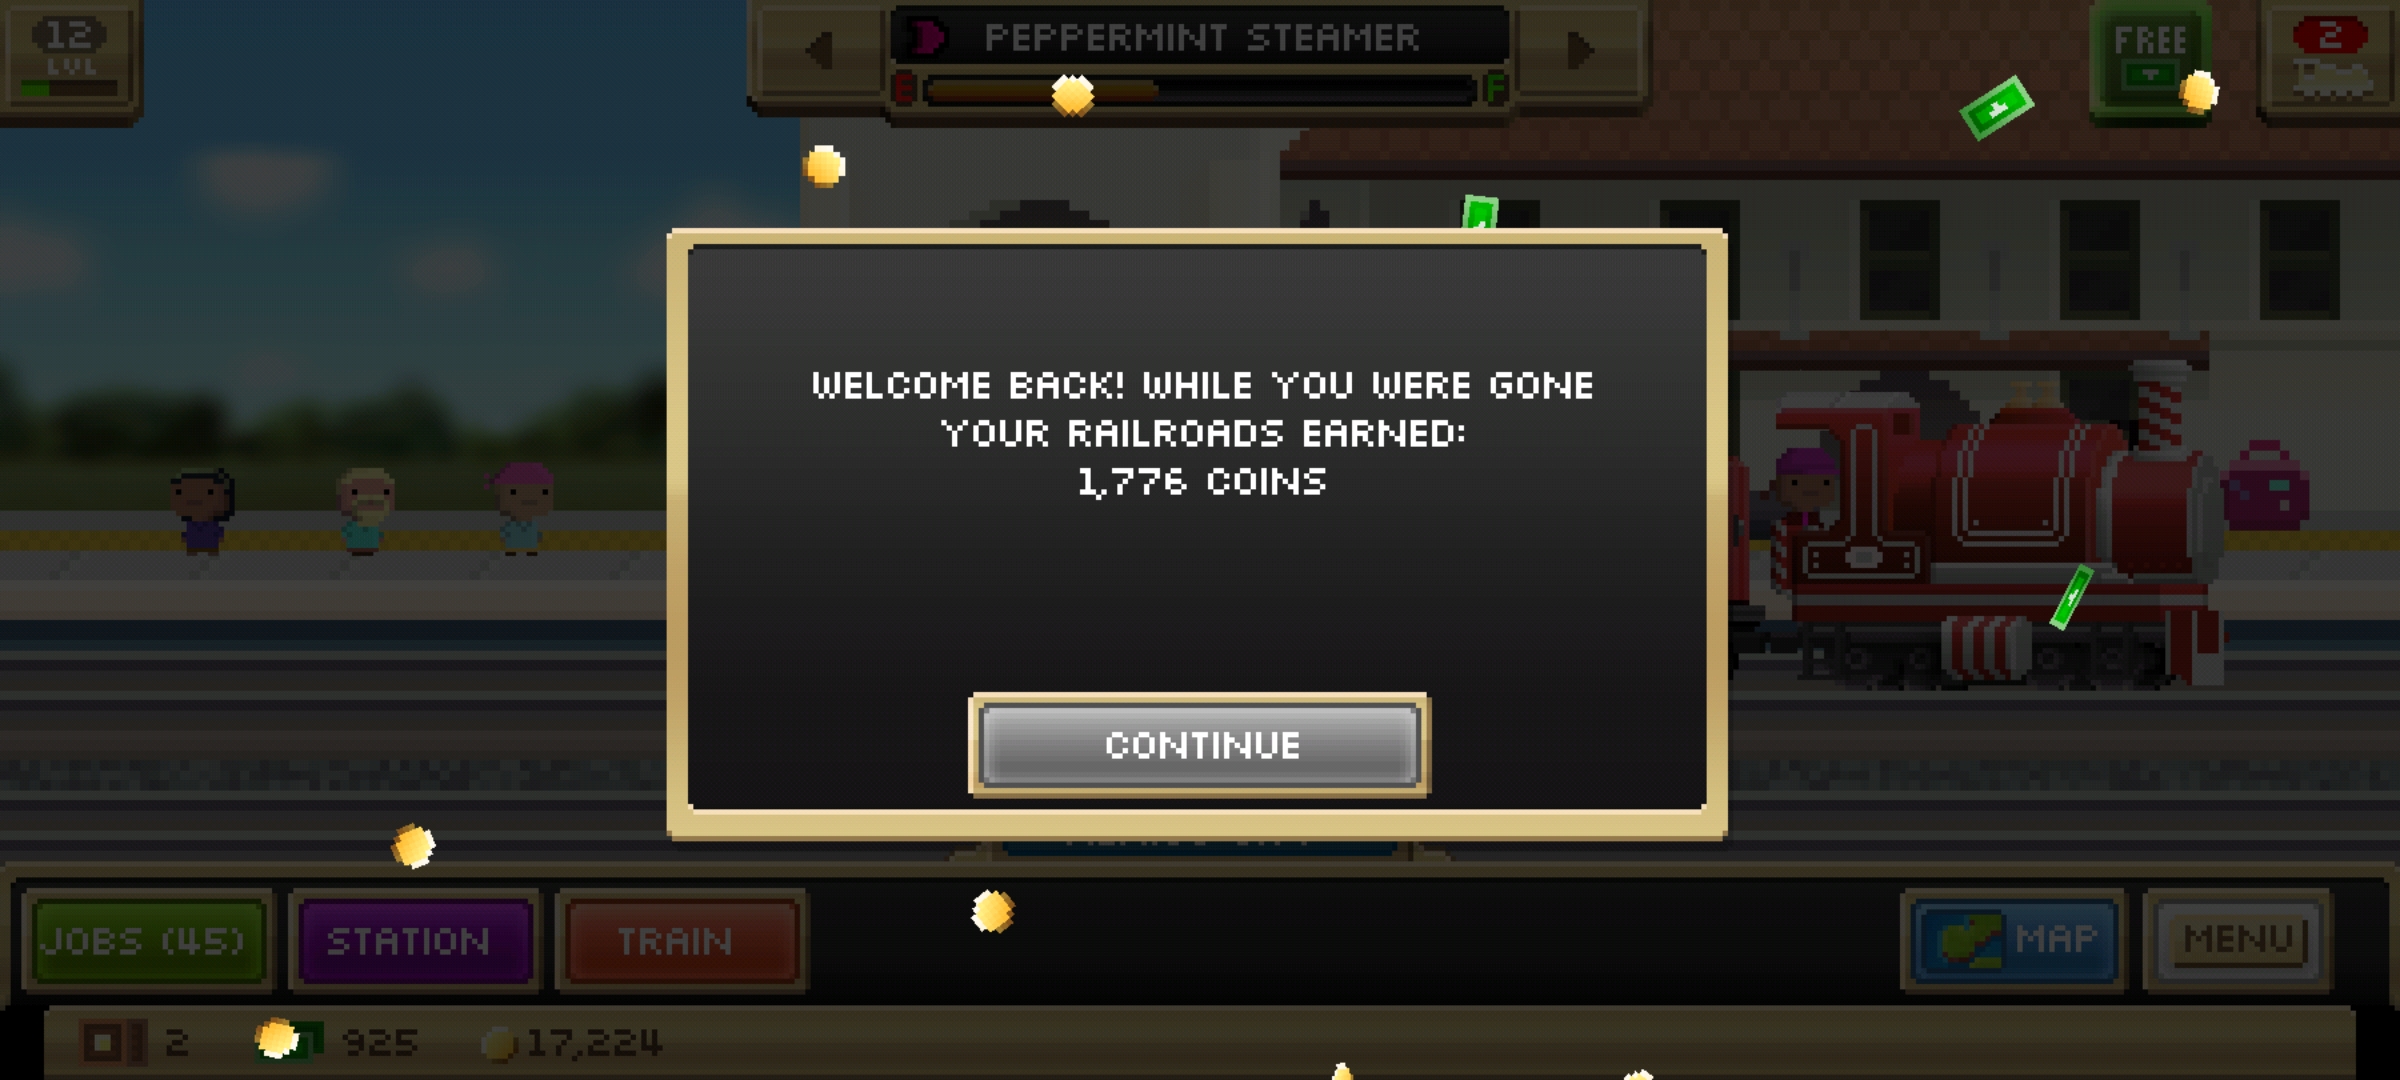 12
LVL
PEPPERMINT STEAMER
E
F
FREE
2
WELCOME BACK! WHILE YOU WERE GONE
YOUR RAILROADS EARNED:
1,776 COINS
CONTINUE
JOBS (45)
STATION
TRAIN
MAP
MENU
2
925
17,224